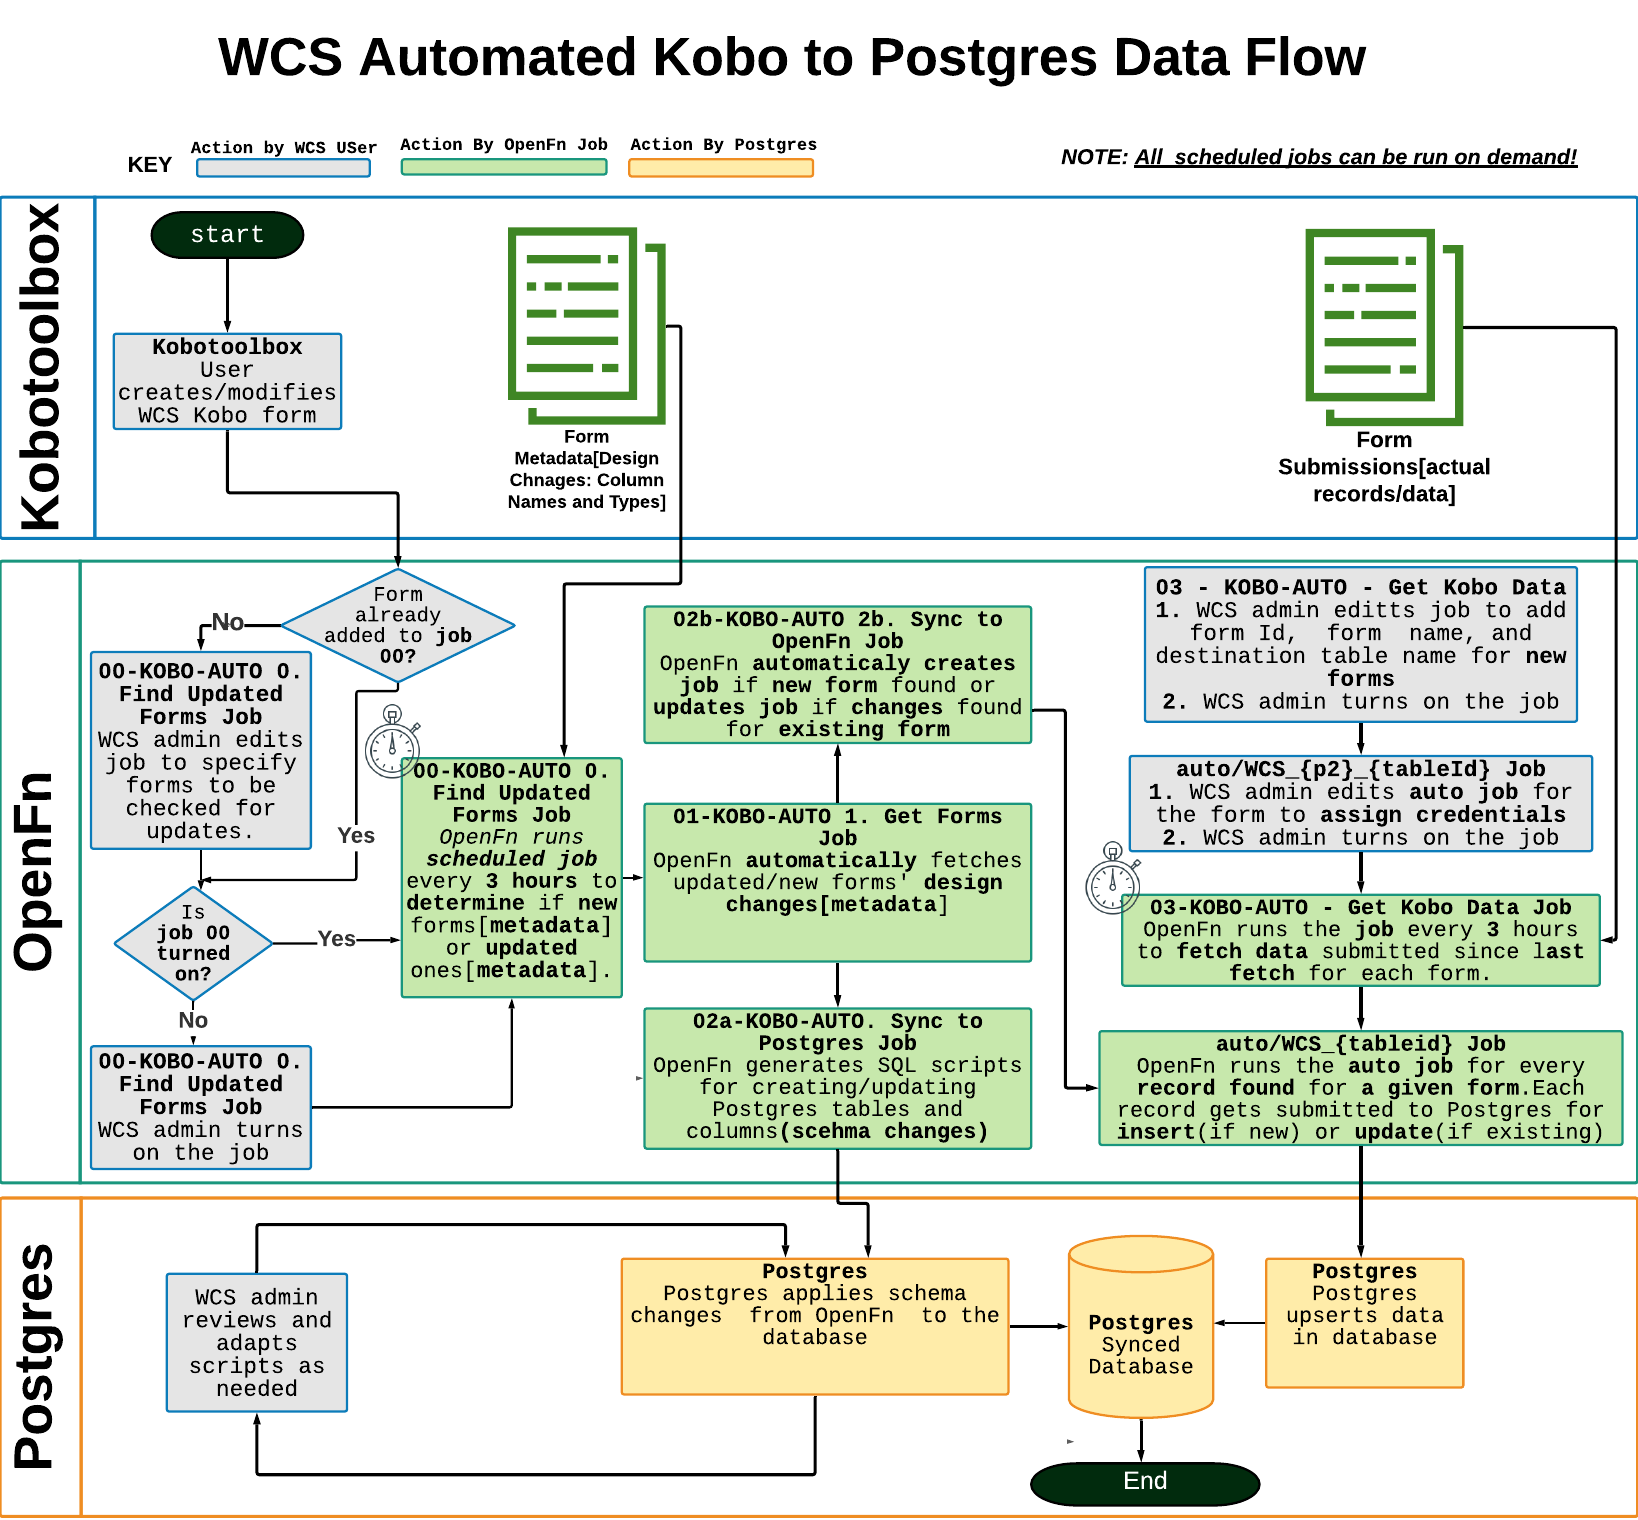 WCS Automated Kobo to Postgres Data Flow
KEY
Action by WCS USer
Action By OpenFn Job
Action By Postgres
NOTE: All scheduled jobs can be run on demand!
Kobotoolbox
start
Kobotoolbox
User
creates/modifies
WCS Kobo form
Form
Metadata[Design
Chnages: Column
Names and Types]
Form
Submissions[actual
records/data]
OpenFn
Form
already
added to job
00?
No
Yes
00-KOBO-AUTO 0.
Find Updated
Forms Job
WCS admin edits
job to specify
forms to be
checked for
updates.
Is
job 00
turned
on?
Yes
No
00-KOBO-AUTO 0.
Find Updated
Forms Job
WCS admin turns
on the job
00-KOBO-AUTO 0.
Find Updated
Forms Job
OpenFn runs
scheduled job
every 3 hours to
determine if new
forms[metadata]
or updated
ones[metadata].
02b-KOBO-AUTO 2b. Sync to
OpenFn Job
OpenFn automaticaly creates
job if new form found or
updates job if changes found
for existing form
01-KOBO-AUTO 1. Get Forms
Job
OpenFn automatically fetches
updated/new forms' design
changes[metadata]
02a-KOBO-AUTO. Sync to
Postgres Job
OpenFn generates SQL scripts
for creating/updating
Postgres tables and
columns(scehma changes)
03 - KOBO-AUTO - Get Kobo Data
1. WCS admin editts job to add
form Id, form name, and
destination table name for new
forms
2. WCS admin turns on the job
auto/WCS_{p2}_{tableId} Job
1. WCS admin edits auto job for
the form to assign credentials
2. WCS admin turns on the job
03-KOBO-AUTO - Get Kobo Data Job
OpenFn runs the job every 3 hours
to fetch data submitted since last
fetch for each form.
auto/WCS_{tableid} Job
OpenFn runs the auto job for every
record found for a given form.Each
record gets submitted to Postgres for
insert(if new) or update(if existing)
Postgres
WCS admin
reviews and
adapts
scripts as
needed
Postgres
Postgres applies schema
changes from OpenFn to the
database
Postgres
Synced
Database
Postgres
Postgres
upserts data
in database
End